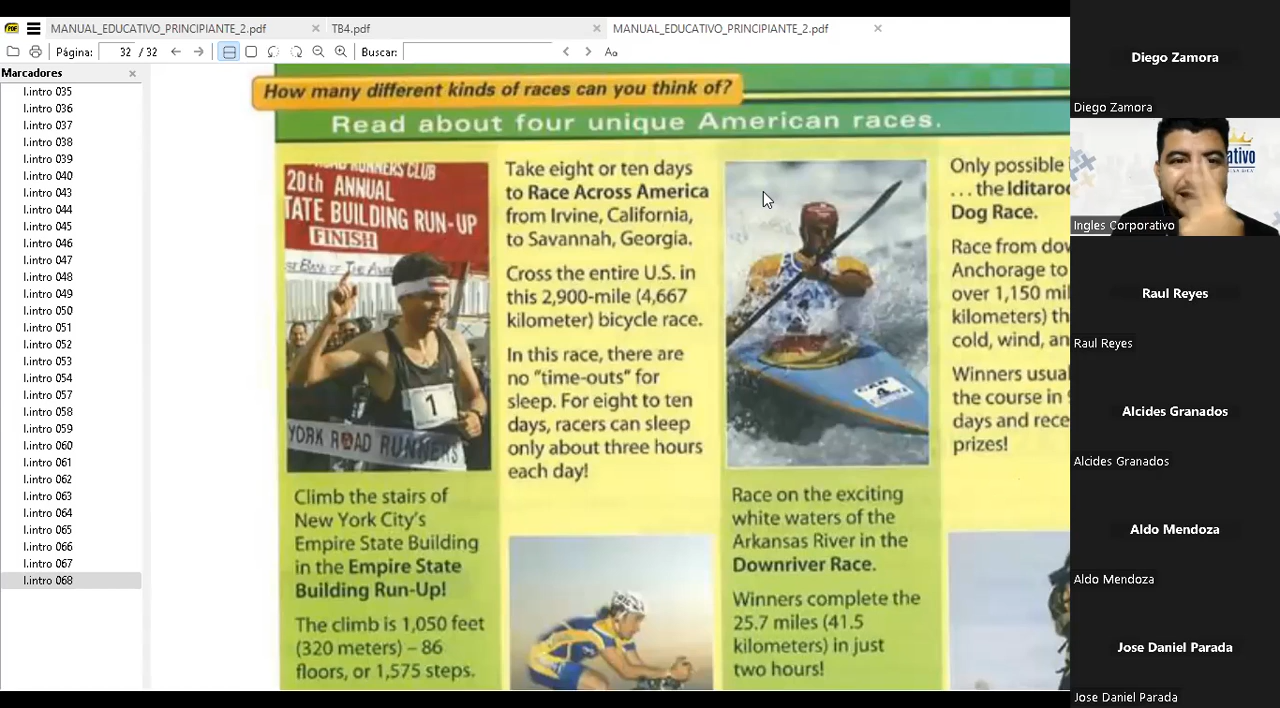 MANUAL_EDUCATIVO_PRINCIPIANTE_2.pdf
TB4.pdf
MANUAL_EDUCATIVO_PRINCIPIANTE_2.pdf
Página: 32 / 32
Buscar:
Marcadores
I.intro 035
I.intro 036
I.intro 037
I.intro 038
I.intro 039
I.intro 040
I.intro 043
I.intro 044
I.intro 045
I.intro 046
I.intro 047
I.intro 048
I.intro 049
I.intro 050
I.intro 051
I.intro 052
I.intro 053
I.intro 054
I.intro 057
I.intro 058
I.intro 059
I.intro 060
I.intro 061
I.intro 062
I.intro 063
I.intro 064
I.intro 065
I.intro 066
I.intro 067
I.intro 068
How many different kinds of races can you think of?
Read about four unique American races.
RUNNERS CLUB
20th ANNUAL
TATE BUILDING RUN-UP
FINISH
1
YORK ROAD RUNNERS
Climb the stairs of
New York City's
Empire State Building
in the Empire State
Building Run-Up!
The climb is 1,050 feet
(320 meters) – 86
floors, or 1,575 steps.
Take eight or ten days
to Race Across America
from Irvine, California,
to Savannah, Georgia.
Cross the entire U.S. in
this 2,900-mile (4,667
kilometer) bicycle race.
In this race, there are
no "time-outs" for
sleep. For eight to ten
days, racers can sleep
only about three hours
each day!
Race on the exciting
white waters of the
Arkansas River in the
Downriver Race.
Winners complete the
25.7 miles (41.5
kilometers) in just
two hours!
Only possible
... the Iditaro
Dog Race.
Race from dow
Anchorage to
over 1,150 mil
kilometers) th
cold, wind, an
Winners usual
the course in
days and rece
prizes!
Diego Zamora
Diego Zamora
ativo
Ingles Corporativo
Raul Reyes
Raul Reyes
Alcides Granados
Alcides Granados
Aldo Mendoza
Aldo Mendoza
Jose Daniel Parada
Jose Daniel Parada